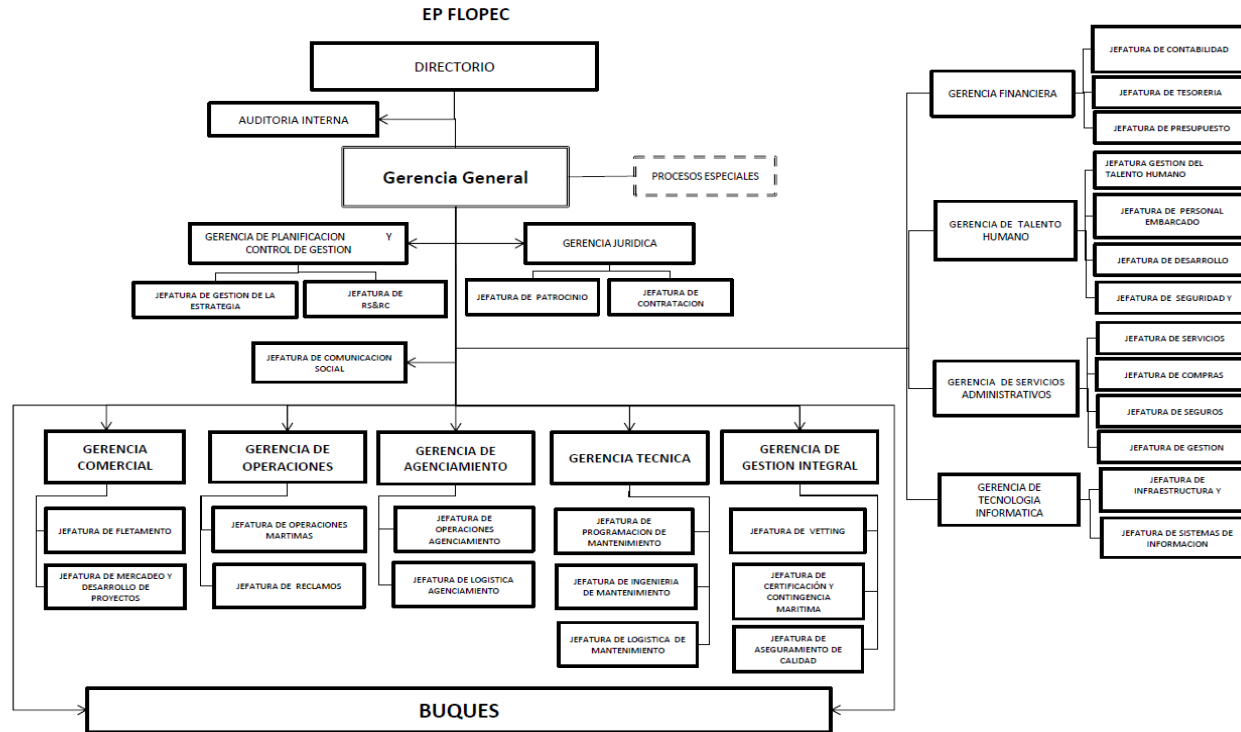 EP FLOPEC
DIRECTORIO
AUDITORIA INTERNA
Gerencia General
PROCESOS ESPECIALES
GERENCIA DE PLANIFICACION Y
CONTROL DE GESTION
GERENCIA JURIDICA
JEFATURA DE GESTION DE LA
ESTRATEGIA
JEFATURA DE
RS&RC
JEFATURA DE PATROCINIO
JEFATURA DE
CONTRATACION
JEFATURA DE COMUNICACION
SOCIAL
GERENCIA
COMERCIAL
JEFATURA DE FLETAMENTO
JEFATURA DE MERCADEO Y
DESARROLLO DE
PROYECTOS
GERENCIA DE
OPERACIONES
JEFATURA DE OPERACIONES
MARTIMAS
JEFATURA DE RECLAMOS
GERENCIA DE
AGENCIAMIENTO
JEFATURA DE
OPERACIONES
AGENCIAMIENTO
JEFATURA DE LOGISTICA
AGENCIAMIENTO
GERENCIA TECNICA
JEFATURA DE
PROGRAMACION DE
MANTENIMIENTO
JEFATURA DE INGENIERIA
DE MANTENIMIENTO
JEFATURA DE LOGISTICA DE
MANTENIMIENTO
GERENCIA DE
GESTION INTEGRAL
JEFATURA DE VETTING
JEFATURA DE
CERTIFICACIÓN Y
CONTINGENCIA
MARITIMA
JEFATURA DE
ASEGURAMIENTO DE
CALIDAD
BUQUES
GERENCIA FINANCIERA
JEFATURA DE CONTABILIDAD
JEFATURA DE TESORERIA
JEFATURA DE PRESUPUESTO
GERENCIA DE TALENTO
HUMANO
JEFATURA GESTION DEL
TALENTO HUMANO
JEFATURA DE PERSONAL
EMBARCADO
JEFATURA DE DESARROLLO
JEFATURA DE SEGURIDAD Y
GERENCIA DE SERVICIOS
ADMINISTRATIVOS
JEFATURA DE SERVICIOS
JEFATURA DE COMPRAS
JEFATURA DE SEGUROS
JEFATURA DE GESTION
GERENCIA DE
TECNOLOGIA
INFORMATICA
JEFATURA DE
INFRAESTRUCTURA Y
JEFATURA DE SISTEMAS DE
INFORMACION